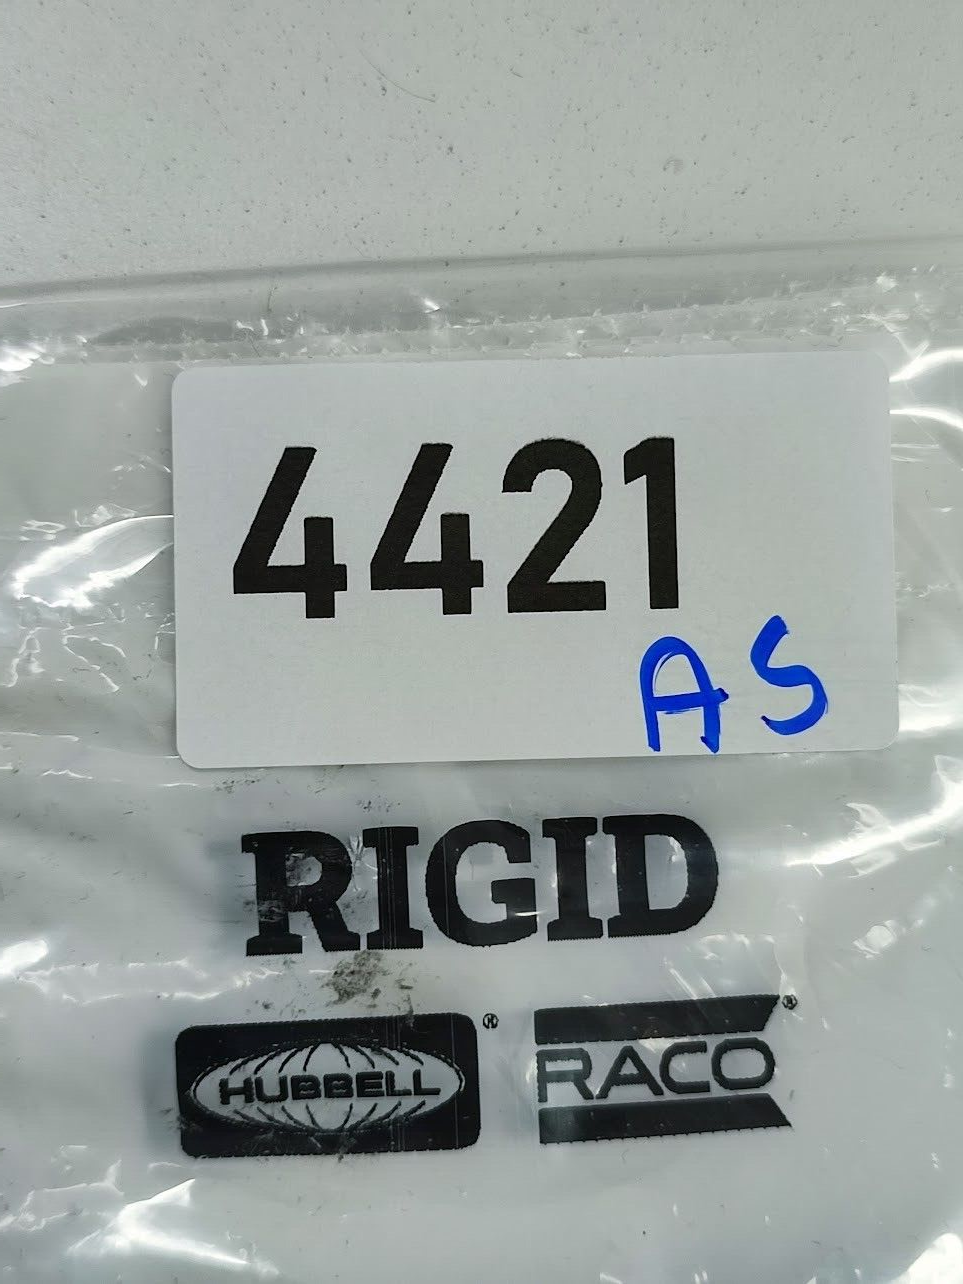 4421
AS
RIGID
HUBBELL® RACO®